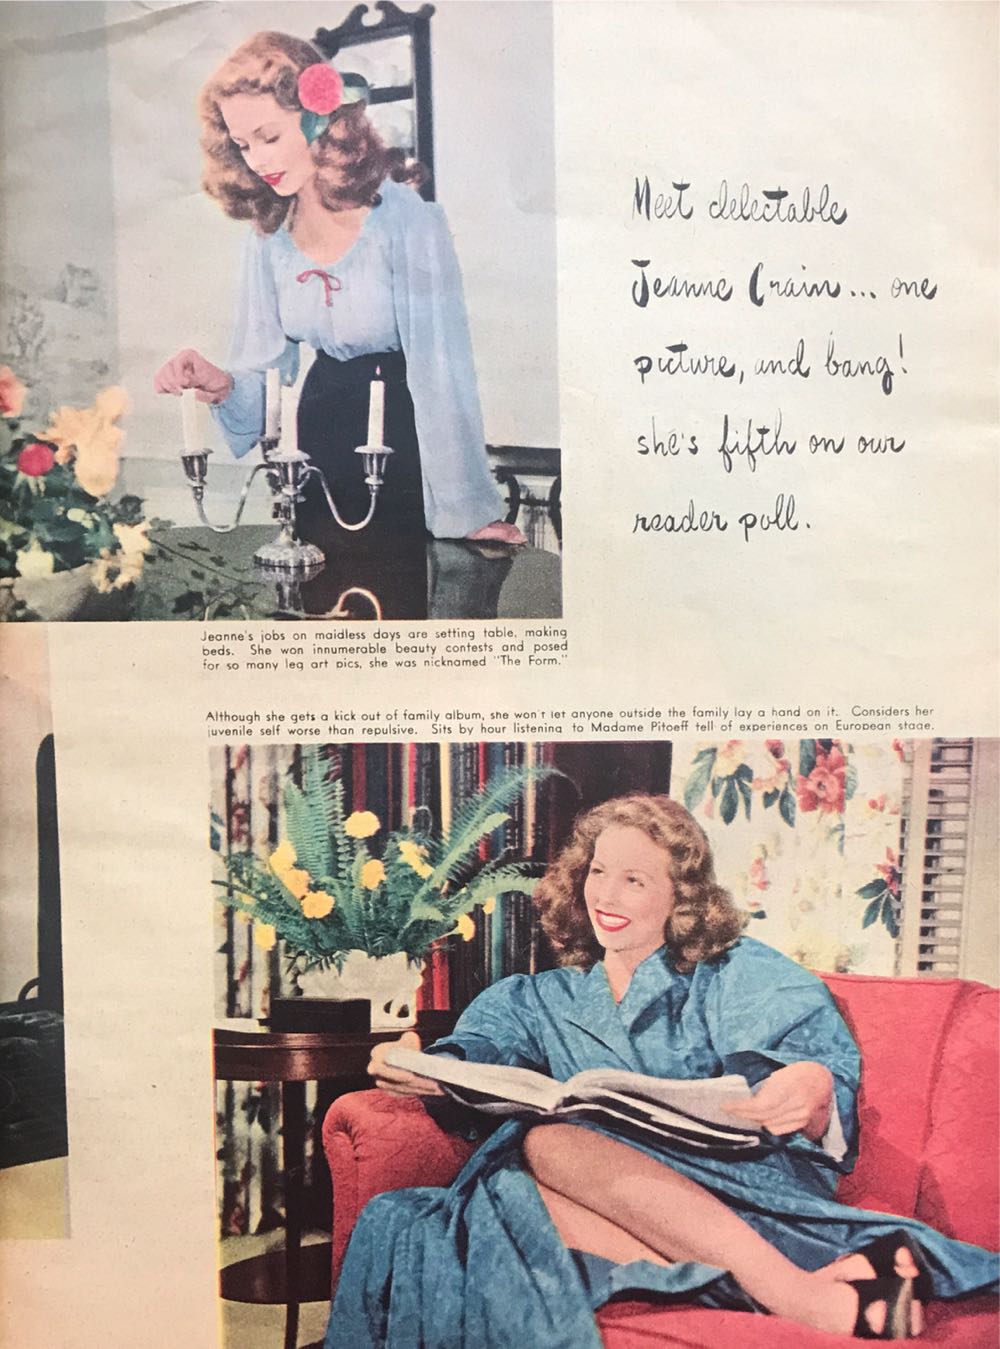 Meet delectable
Jeanne Crain... one
picture, and bang!
she's fifth on our
reader poll.
Jeanne's jobs on maidless days are setting table, making
beds. She won innumerable beauty contests and posed
for so many leg art pics, she was nicknamed "The Form."
Although she gets a kick out of family album, she won't let anyone outside the family lay a hand on it. Considers her
juvenile self worse than repulsive. Sits by hour listening to Madame Pitoeff tell of experiences on European stage.